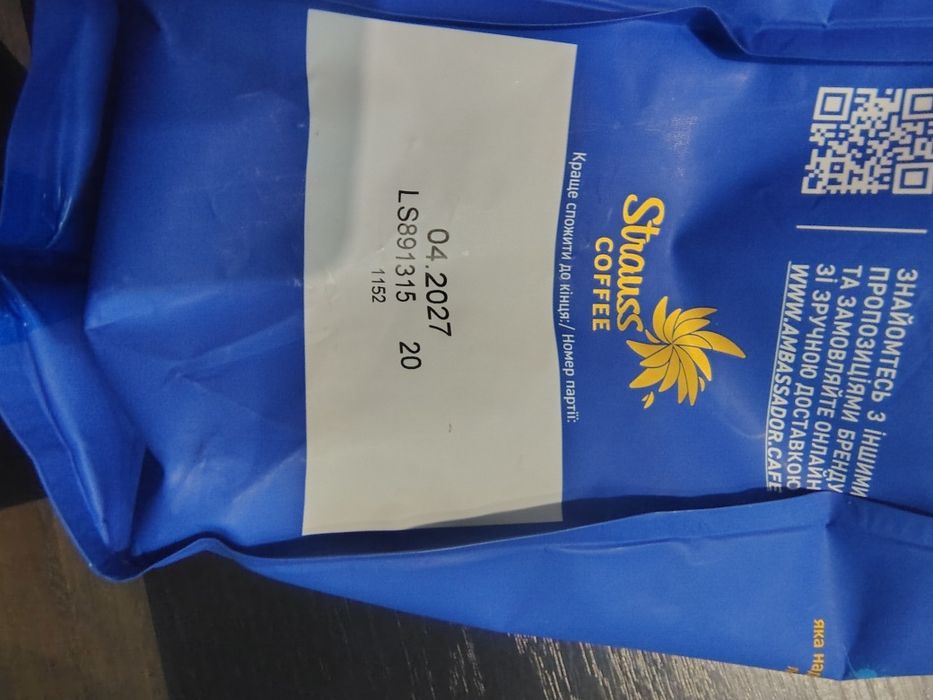 ЗНАЙОМТЕСЬ З ІНШИМИ
ПРОПОЗИЦІЯМИ БРЕНДУ
ТА ЗАМОВЛЯЙТЕ ОНЛАЙН
ЗІ ЗРУЧНОЮ ДОСТАВКОЮ
WWW.AMBASSADOR.CAFE
Strauss
COFFEE
Краще спожити до кінця:/ Номер партії:
04.2027
LS891315 20
1152
яка